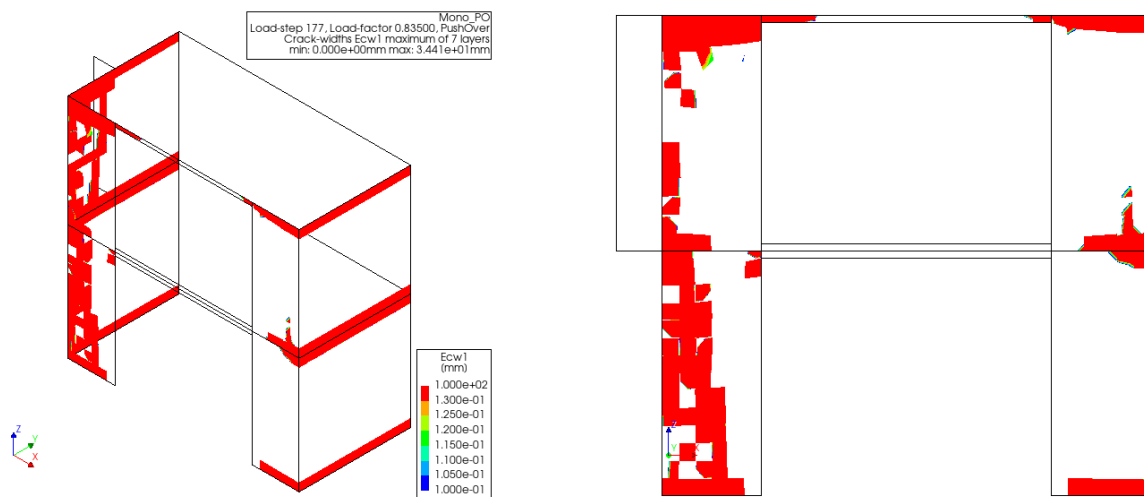 Mono_PO
Load-step 177, Load-factor 0.83500, PushOver
Crack-widths Ecw1 maximum of 7 layers
min: 0.000e+00mm max: 3.441e+01mm
Ecw1
(mm)
1.000e+02
1.300e-01
1.250e-01
1.200e-01
1.150e-01
1.100e-01
1.050e-01
1.000e-01
Z
Y
X
Z
Y
X